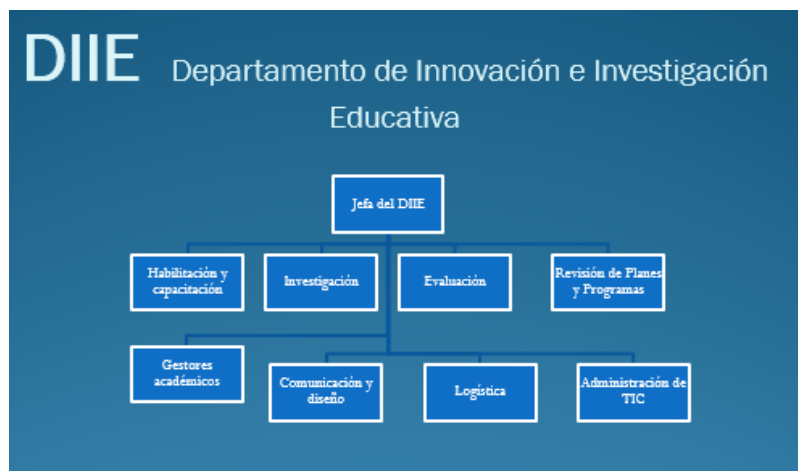 DIIE Departamento de Innovación e Investigación
Educativa
Jefa del DIIE
Habilitación y
capacitación
Investigación
Evaluación
Revisión de Planes
y Programas
Gestores
académicos
Comunicación y
diseño
Logística
Administración de
TIC